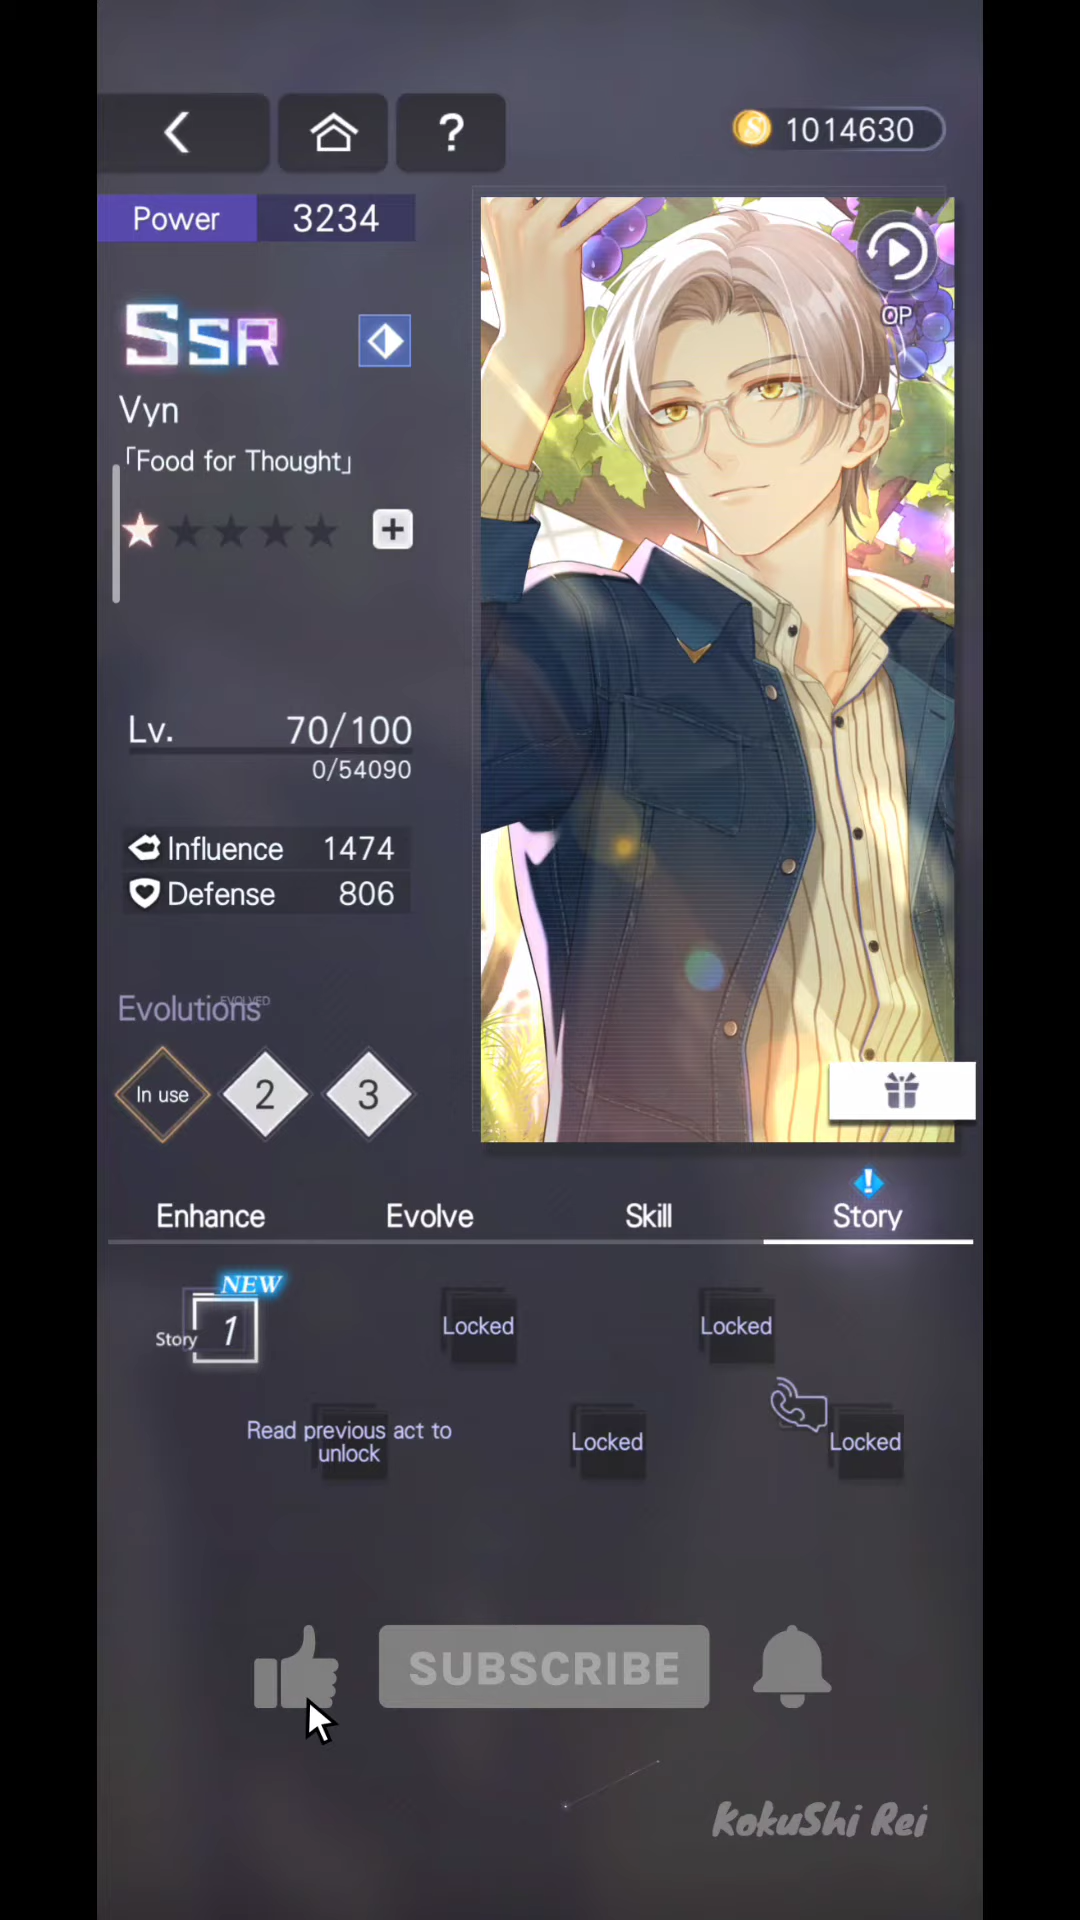 ?
1014630
Power 3234
SSR
OP
Vyn
「Food for Thought」
+
Lv. 70/100
0/54090
Influence 1474
Defense 806
Evolutions
EVOLVED
In use 2 3
!
Enhance Evolve Skill Story
NEW
Story 1
Locked
Locked
Read previous act to
unlock
Locked
Locked
SUBSCRIBE
KokuShi Rei